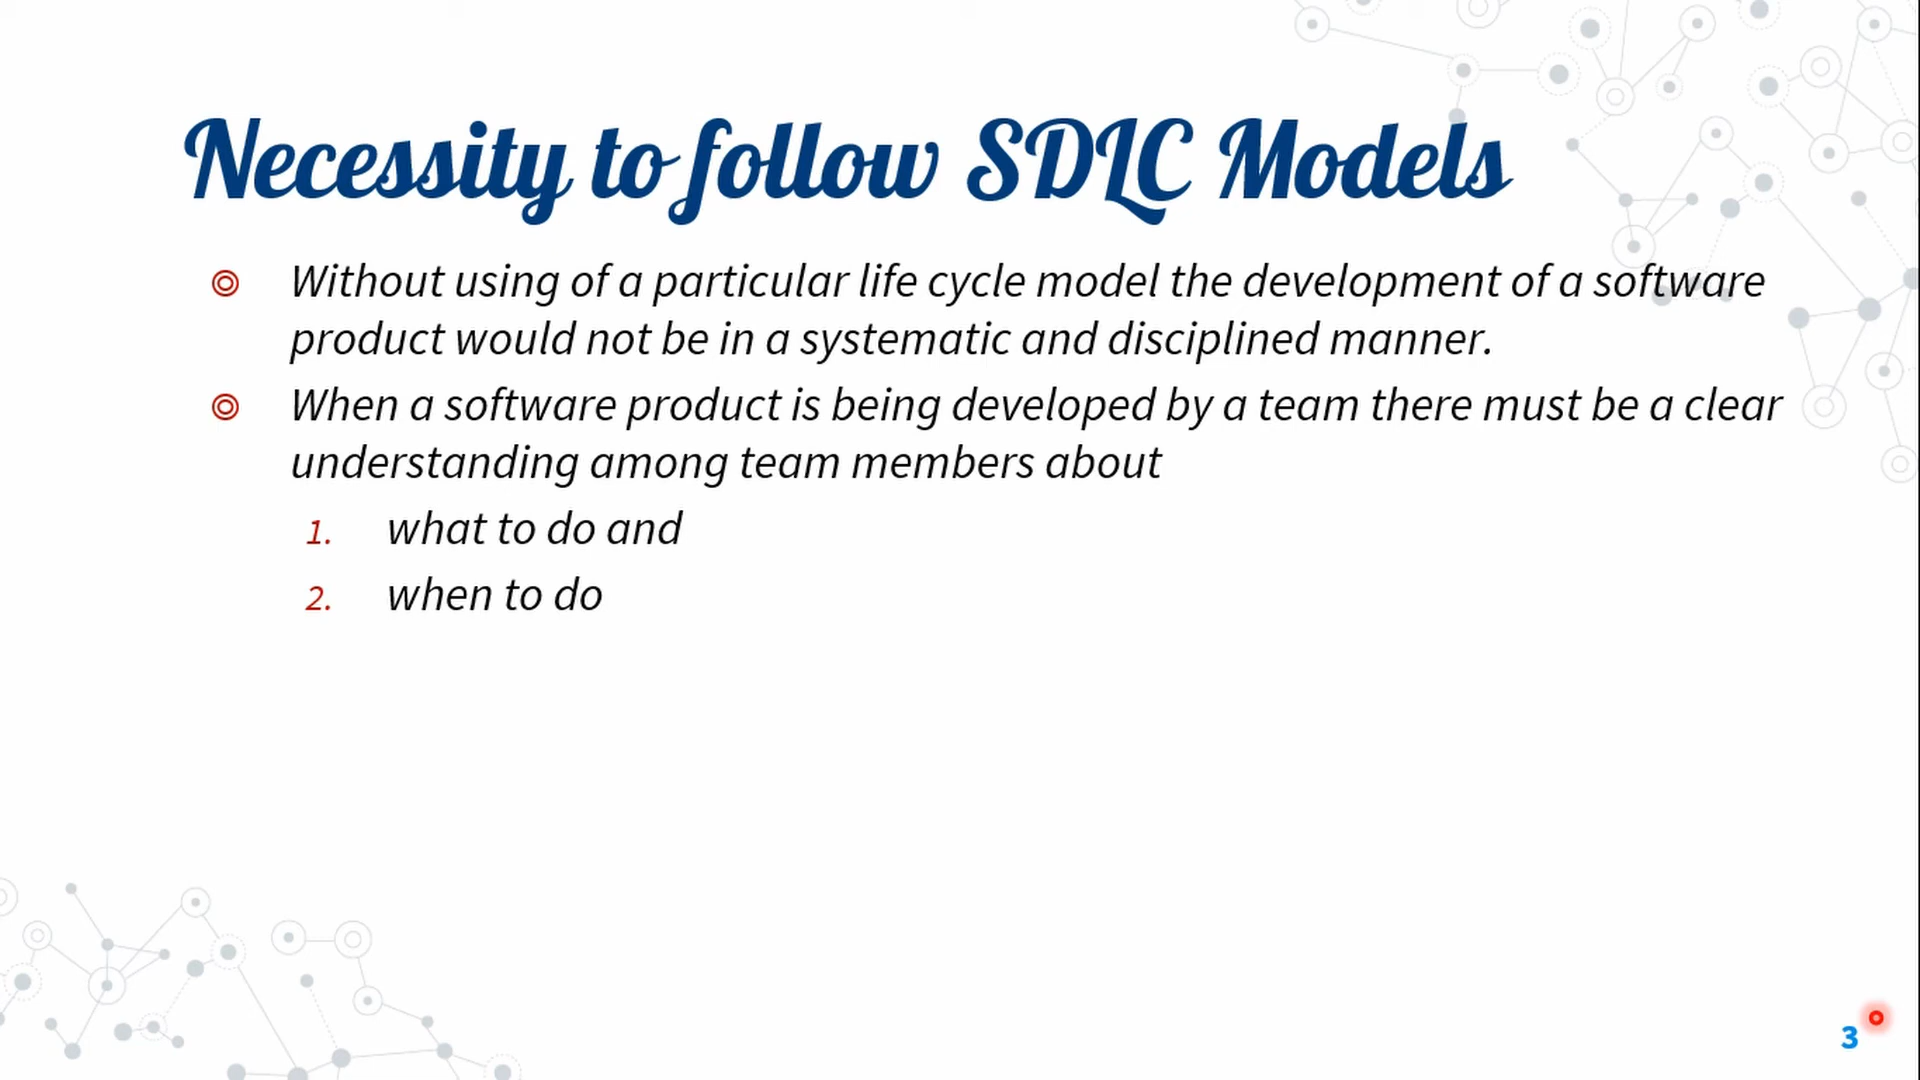 Necessity to follow SDLC Models
Without using of a particular life cycle model the development of a software
product would not be in a systematic and disciplined manner.
When a software product is being developed by a team there must be a clear
understanding among team members about
1. what to do and
2. when to do
3